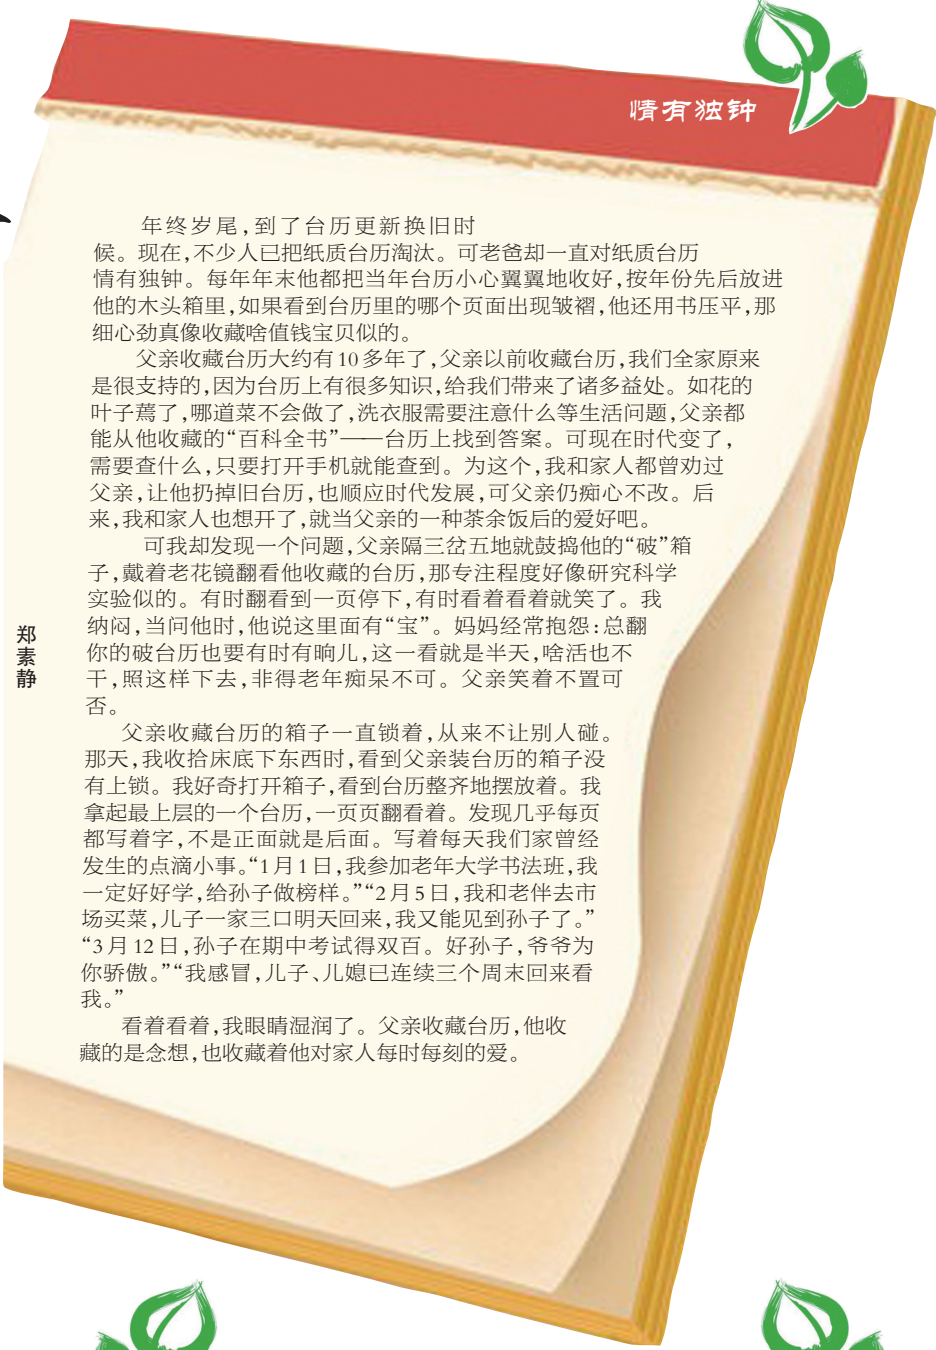 情有独钟
年终岁尾，到了台历更新换旧时
候。现在，不少人已把纸质台历淘汰。可老爸却一直对纸质台历
情有独钟。每年年末他都把当年台历小心翼翼地收好，按年份先后放进
他的木头箱里，如果看到台历里的哪个页面出现皱褶，他还用书压平，那
细心劲真像收藏啥值钱宝贝似的。
父亲收藏台历大约有10多年了，父亲以前收藏台历，我们全家原来
是很支持的，因为台历上有很多知识，给我们带来了诸多益处。如花的
叶子蔫了，哪道菜不会做了，洗衣服需要注意什么等生活问题，父亲都
能从他收藏的“百科全书”——台历上找到答案。可现在时代变了，
需要查什么，只要打开手机就能查到。为这个，我和家人都曾劝过
父亲，让他扔掉旧台历，也顺应时代发展，可父亲仍痴心不改。后
来，我和家人也想开了，就当父亲的一种茶余饭后的爱好吧。
可我却发现一个问题，父亲隔三岔五地就鼓捣他的“破”箱
子，戴着老花镜翻看他收藏的台历，那专注程度好像研究科学
实验似的。有时翻看到一页停下，有时看着看着就笑了。我
纳闷，当问他时，他说这里面有“宝”。妈妈经常抱怨：总翻
你的破台历也要有时有晌儿，这一看就是半天，啥活也不
干，照这样下去，非得老年痴呆不可。父亲笑着不置可
否。
父亲收藏台历的箱子一直锁着，从来不让别人碰。
那天，我收拾床底下东西时，看到父亲装台历的箱子没
有上锁。我好奇打开箱子，看到台历整齐地摆放着。我
拿起最上层的一个台历，一页页翻看着。发现几乎每页
都写着字，不是正面就是后面。写着每天我们家曾经
发生的点滴小事。“1月1日，我参加老年大学书法班，我
一定好好学，给孙子做榜样。”“2月5日，我和老伴去市
场买菜，儿子一家三口明天回来，我又能见到孙子了。”
“3月12日，孙子在期中考试得双百。好孙子，爷爷为
你骄傲。”“我感冒，儿子、儿媳已连续三个周末回来看
我。”
看着看着，我眼睛湿润了。父亲收藏台历，他收
藏的是念想，也收藏着他对家人每时每刻的爱。
郑素静